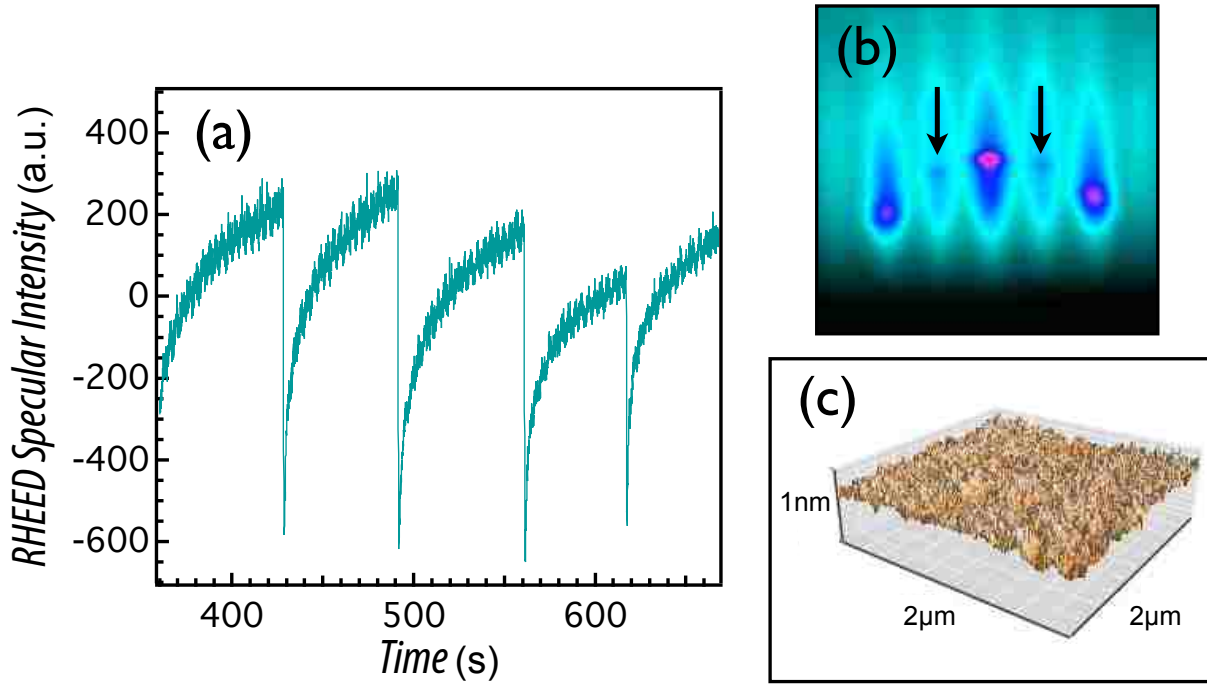 (a)
RHEED Specular Intensity (a.u.)
400
200
0
-200
-400
-600
400
500
600
Time (s)
(b)
(c)
1nm
2µm
2µm